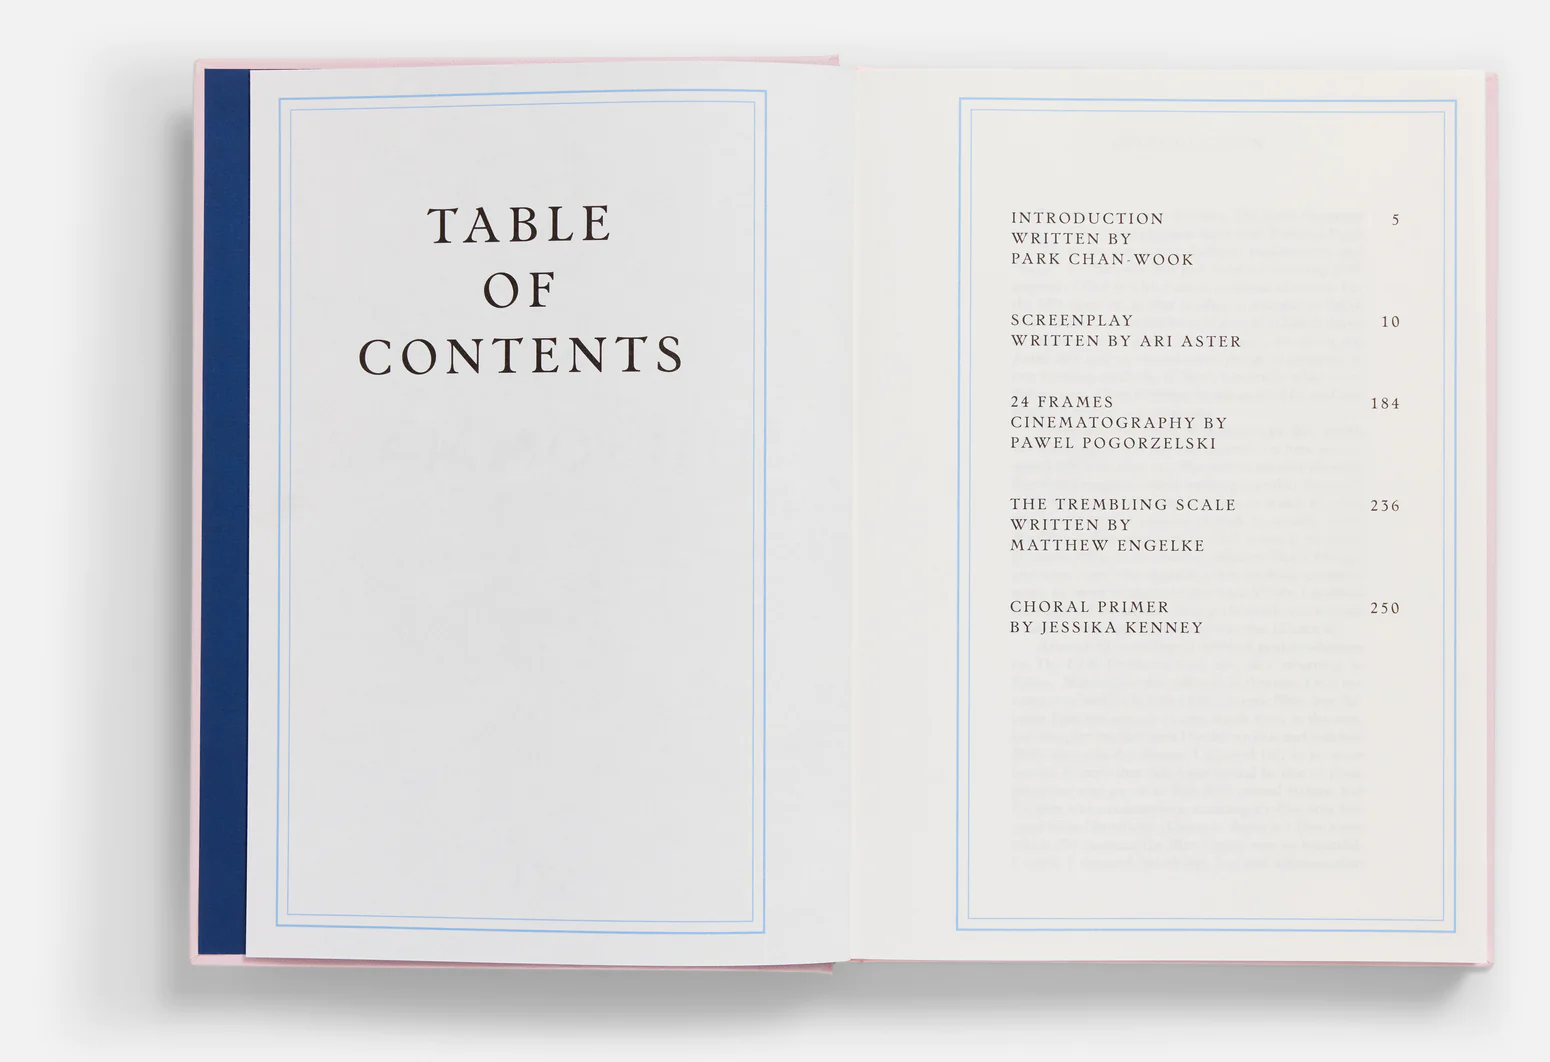 TABLE
OF
CONTENTS
INTRODUCTION 5
WRITTEN BY
PARK CHAN-WOOK
SCREENPLAY 10
WRITTEN BY ARI ASTER
24 FRAMES 184
CINEMATOGRAPHY BY
PAWEL POGORZELSKI
THE TREMBLING SCALE 236
WRITTEN BY
MATTHEW ENGELKE
CHORAL PRIMER 250
BY JESSIKA KENNEY